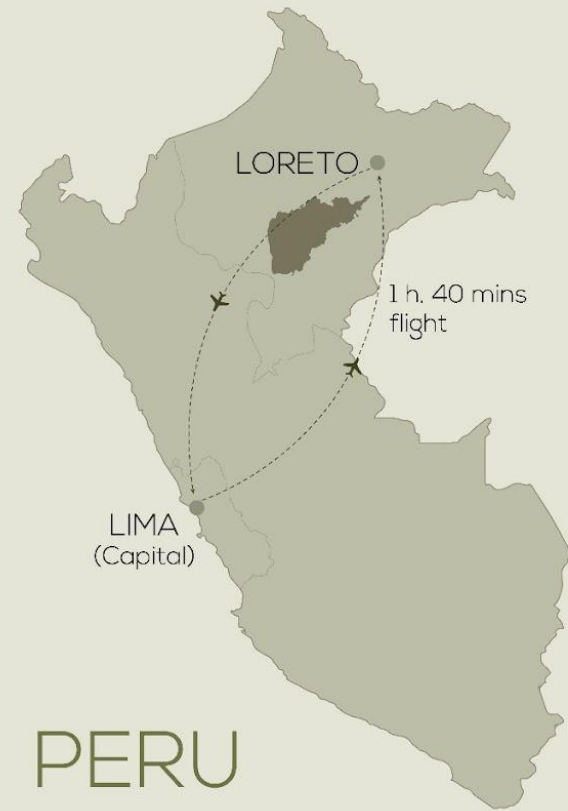 LORETO
1 h. 40 mins
flight
LIMA
(Capital)
PERU